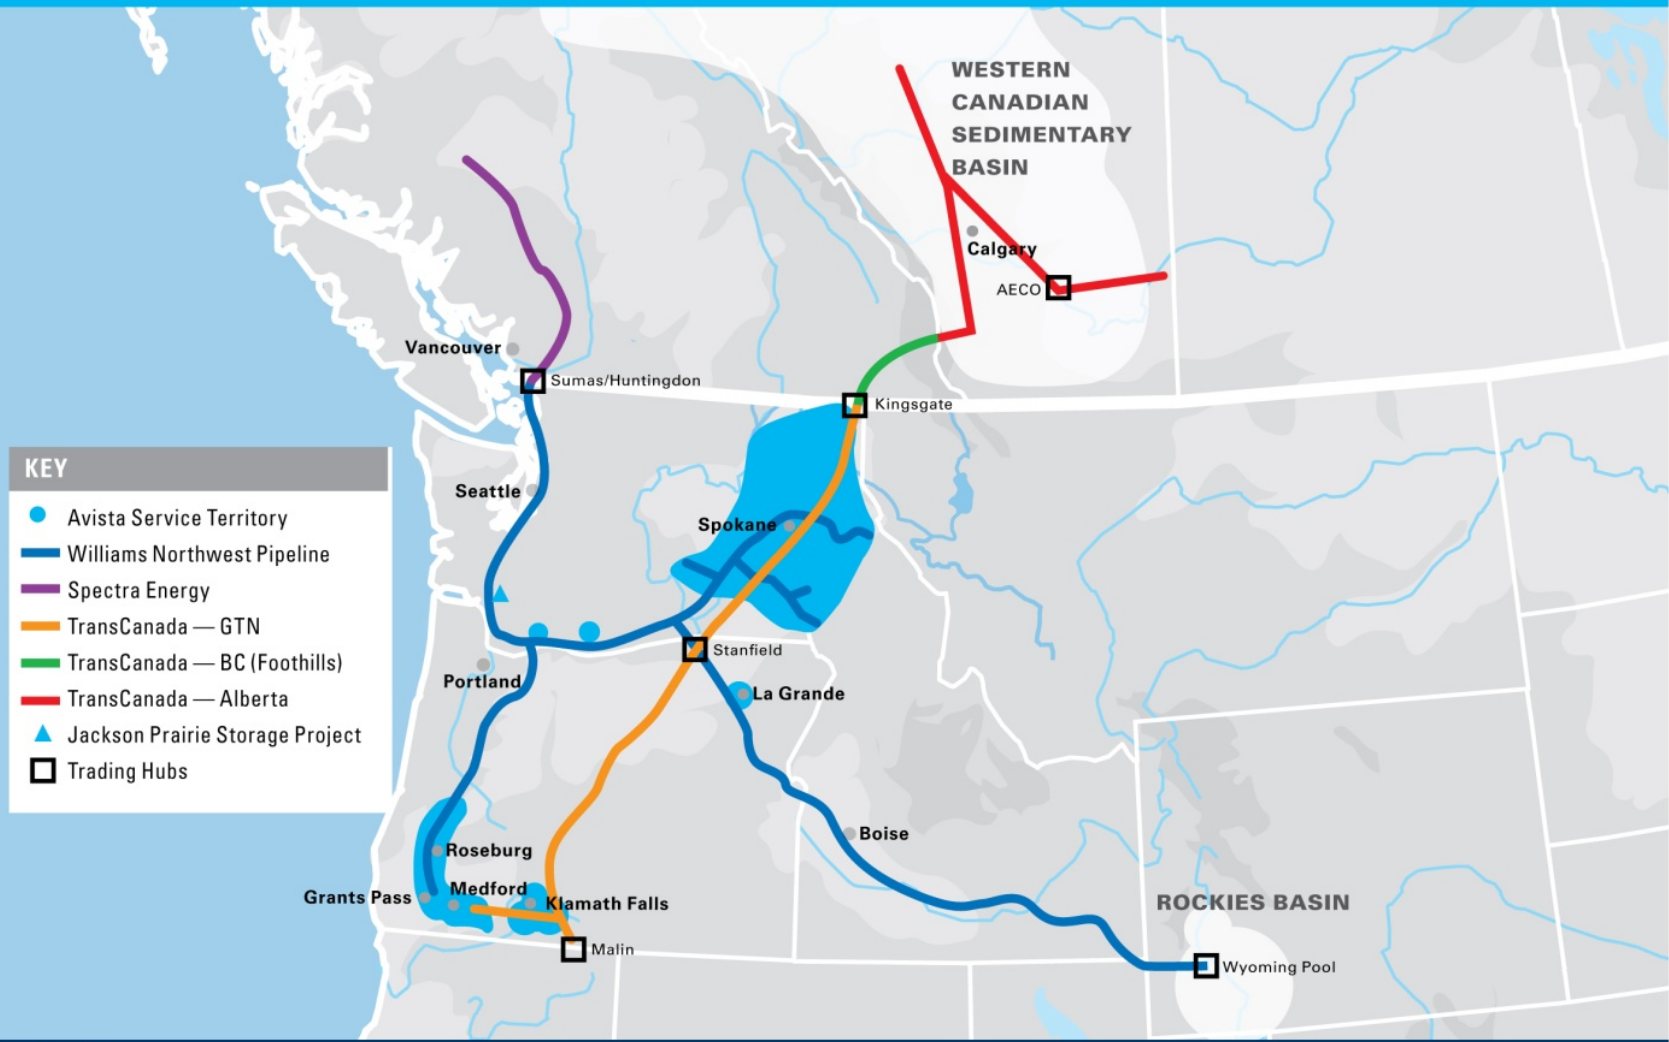 WESTERN
CANADIAN
SEDIMENTARY
BASIN
Calgary
AECO
Vancouver
Sumas/Huntingdon
Kingsgate
KEY
Avista Service Territory
Williams Northwest Pipeline
Spectra Energy
TransCanada — GTN
TransCanada — BC (Foothills)
TransCanada — Alberta
Jackson Prairie Storage Project
Trading Hubs
Seattle
Spokane
Stanfield
Portland
La Grande
Boise
Roseburg
Medford
Grants Pass
Klamath Falls
Malin
ROCKIES BASIN
Wyoming Pool